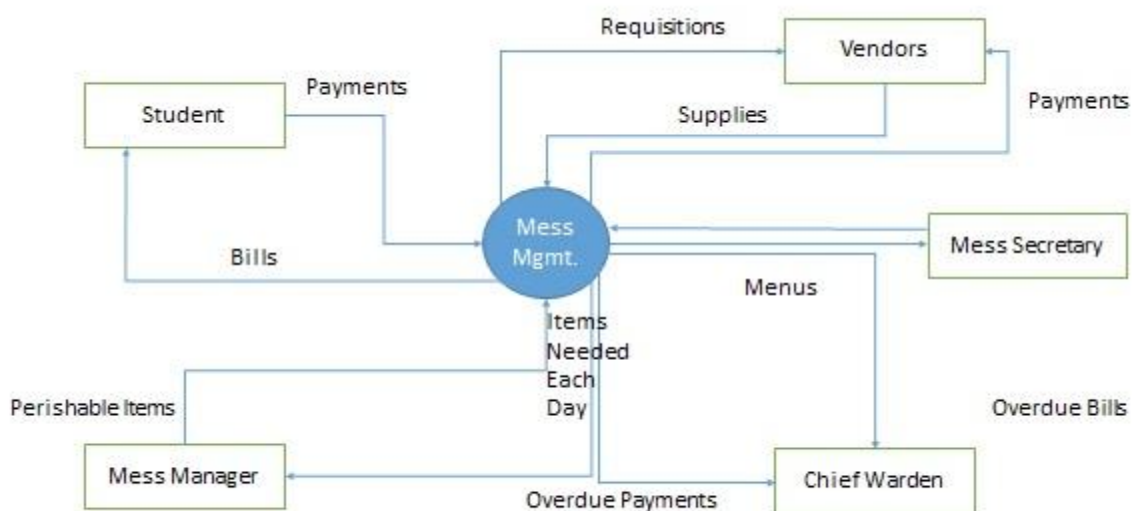 Requisitions
Vendors
Payments
Payments
Student
Supplies
Mess
Mgmt.
Mess Secretary
Bills
Menus
Items
Needed
Each
Day
Perishable Items
Overdue Bills
Mess Manager
Chief Warden
Overdue Payments